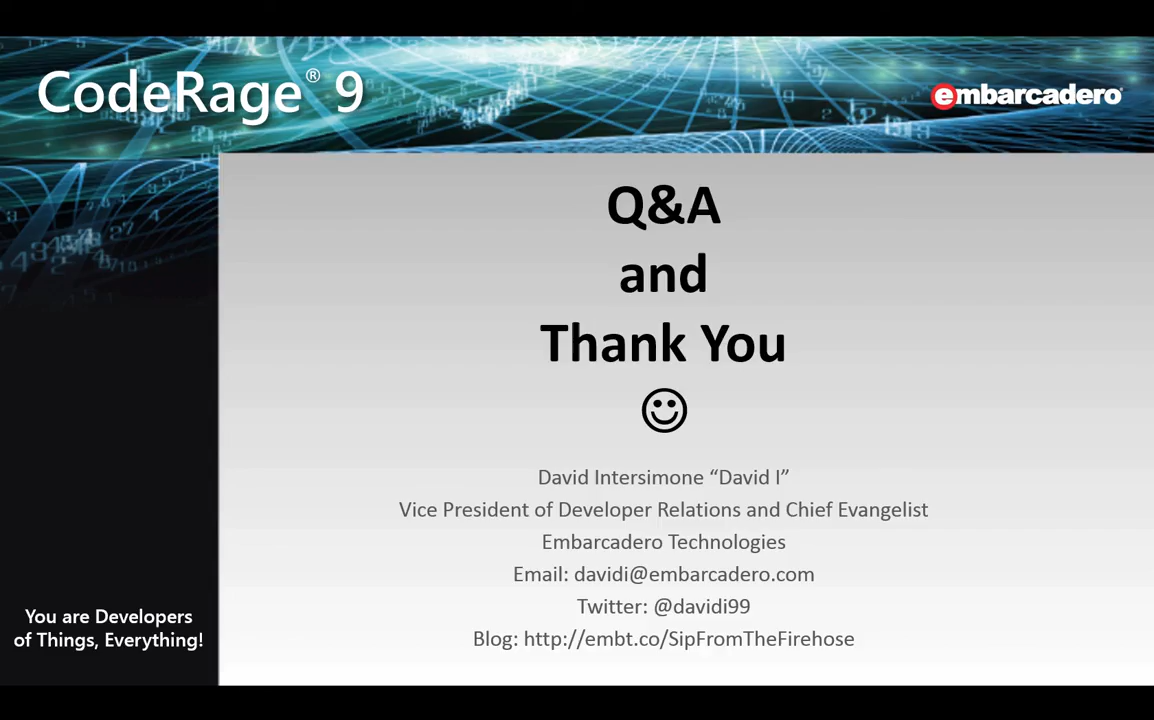 CodeRage® 9
embarcadero®
Q&A
and
Thank You
☺
David Intersimone “David I”
Vice President of Developer Relations and Chief Evangelist
Embarcadero Technologies
Email: davidi@embarcadero.com
Twitter: @davidi99
Blog: http://embt.co/SipFromTheFirehose
You are Developers
of Things, Everything!